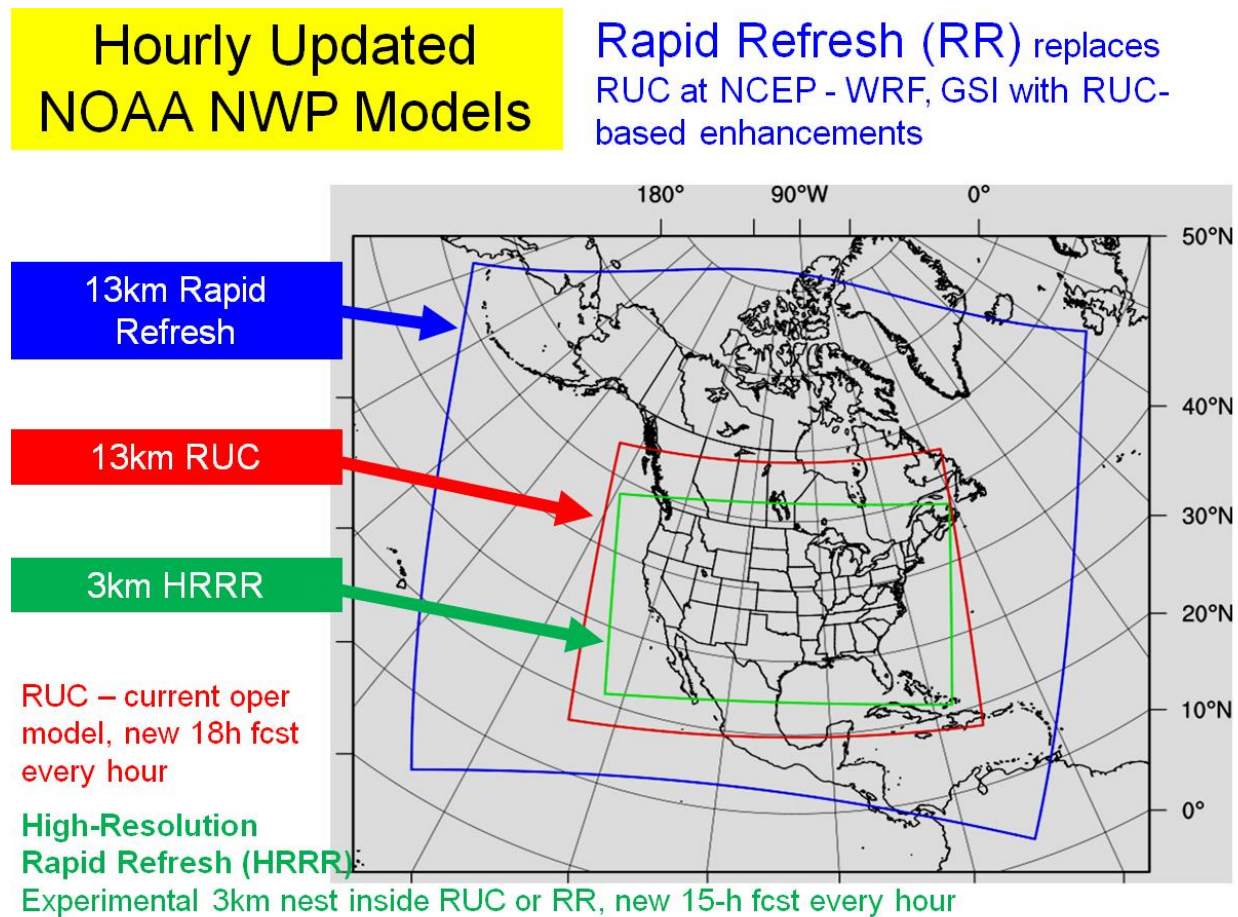 Hourly Updated
NOAA NWP Models
Rapid Refresh (RR) replaces
RUC at NCEP - WRF, GSI with RUC-
based enhancements
180° 90°W 0°
50°N
13km Rapid
Refresh
40°N
13km RUC
30°N
3km HRRR
20°N
RUC – current oper
model, new 18h fcst
every hour
10°N
0°
High-Resolution
Rapid Refresh (HRRR)
Experimental 3km nest inside RUC or RR, new 15-h fcst every hour